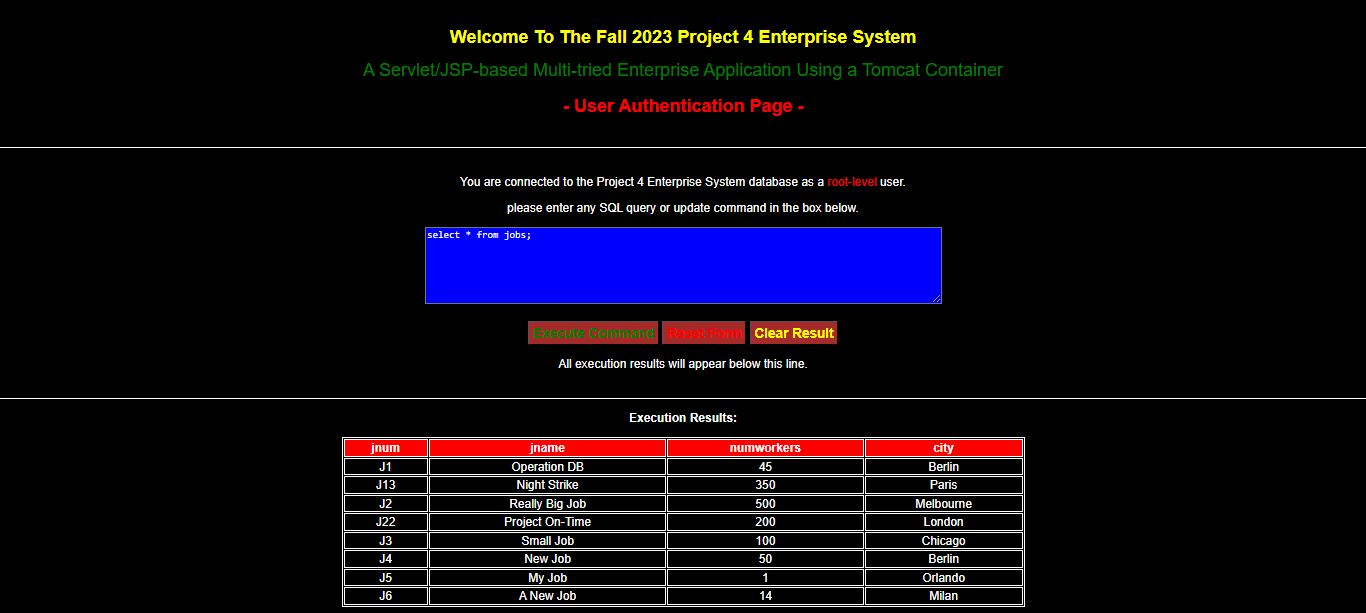 Welcome To The Fall 2023 Project 4 Enterprise System
A Servlet/JSP-based Multi-tried Enterprise Application Using a Tomcat Container
- User Authentication Page -
You are connected to the Project 4 Enterprise System database as a root-level user.
please enter any SQL query or update command in the box below.
select * from jobs;
Execute Command Reset Form Clear Result
All execution results will appear below this line.
Execution Results:
jnum jname numworkers city
J1 Operation DB 45 Berlin
J13 Night Strike 350 Paris
J2 Really Big Job 500 Melbourne
J22 Project On-Time 200 London
J3 Small Job 100 Chicago
J4 New Job 50 Berlin
J5 My Job 1 Orlando
J6 A New Job 14 Milan